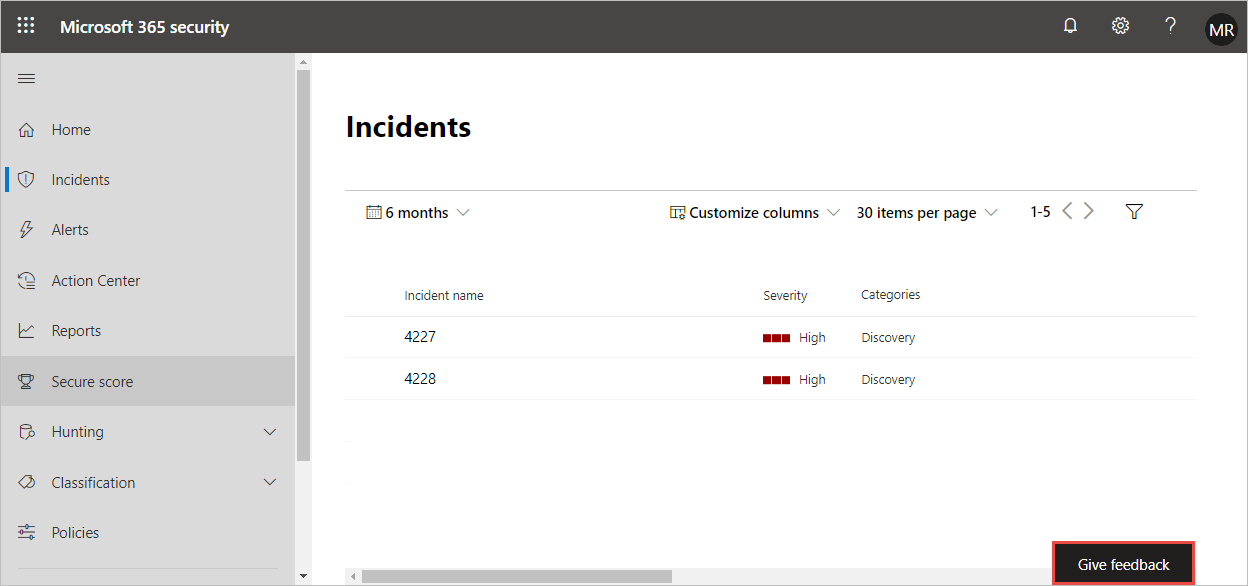 Microsoft 365 security
MR
Home
Incidents
Alerts
Action Center
Reports
Secure score
Hunting
Classification
Policies
Incidents
6 months Customize columns 30 items per page 1-5
Incident name Severity Categories
4227 High Discovery
4228 High Discovery
Give feedback